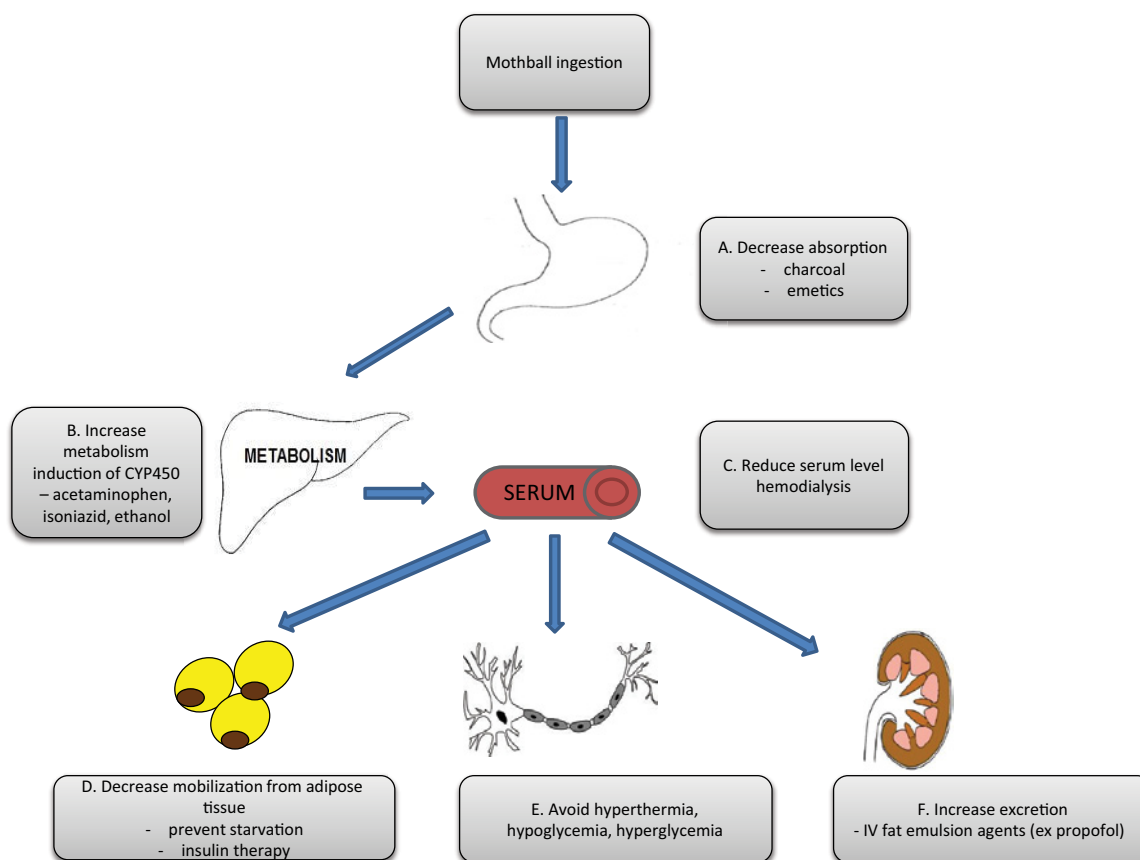 Mothball ingestion
A. Decrease absorption
- charcoal
- emetics
B. Increase
metabolism
induction of CYP450
– acetaminophen,
isoniazid, ethanol
METABOLISM
SERUM
C. Reduce serum level
hemodialysis
D. Decrease mobilization from adipose
tissue
- prevent starvation
- insulin therapy
E. Avoid hyperthermia,
hypoglycemia, hyperglycemia
F. Increase excretion
- IV fat emulsion agents (ex propofol)